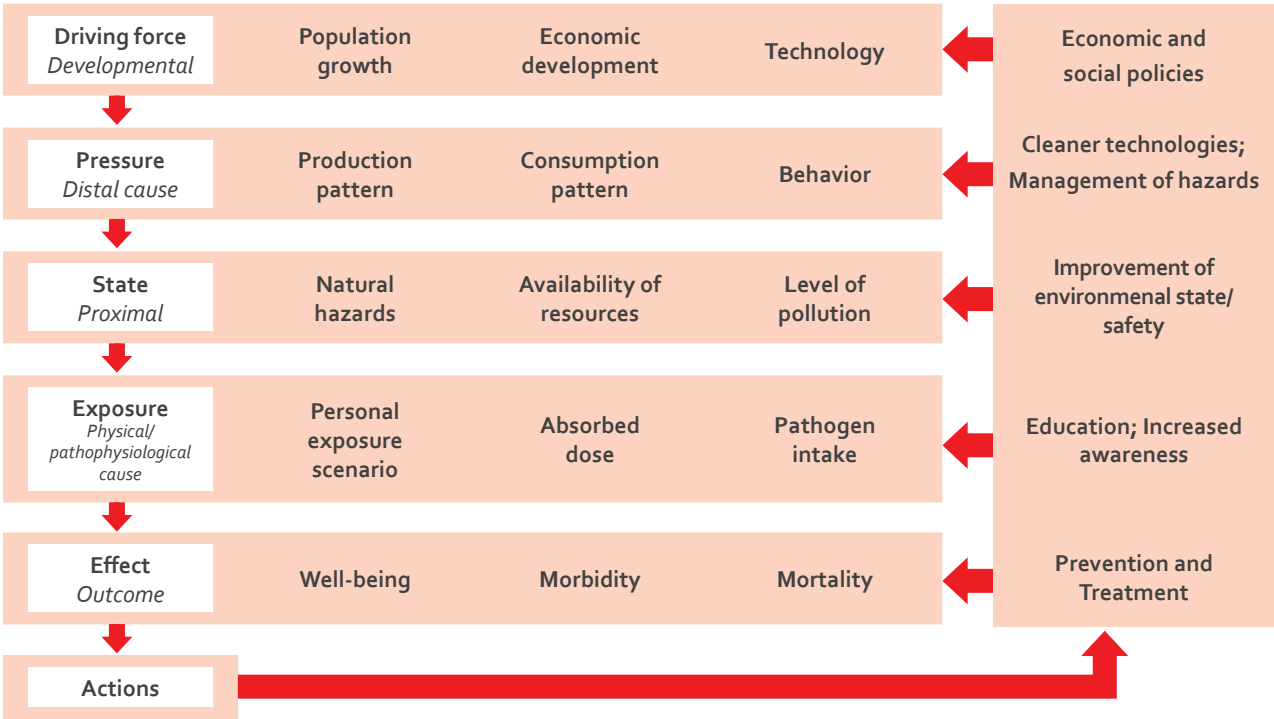 Driving force
Developmental
Population
growth
Economic
development
Technology
Economic and
social policies
Pressure
Distal cause
Production
pattern
Consumption
pattern
Behavior
Cleaner technologies;
Management of hazards
State
Proximal
Natural
hazards
Availability of
resources
Level of
pollution
Improvement of
environmenal state/
safety
Exposure
Physical/
pathophysiological
cause
Personal
exposure
scenario
Absorbed
dose
Pathogen
intake
Education; Increased
awareness
Effect
Outcome
Well-being
Morbidity
Mortality
Prevention and
Treatment
Actions